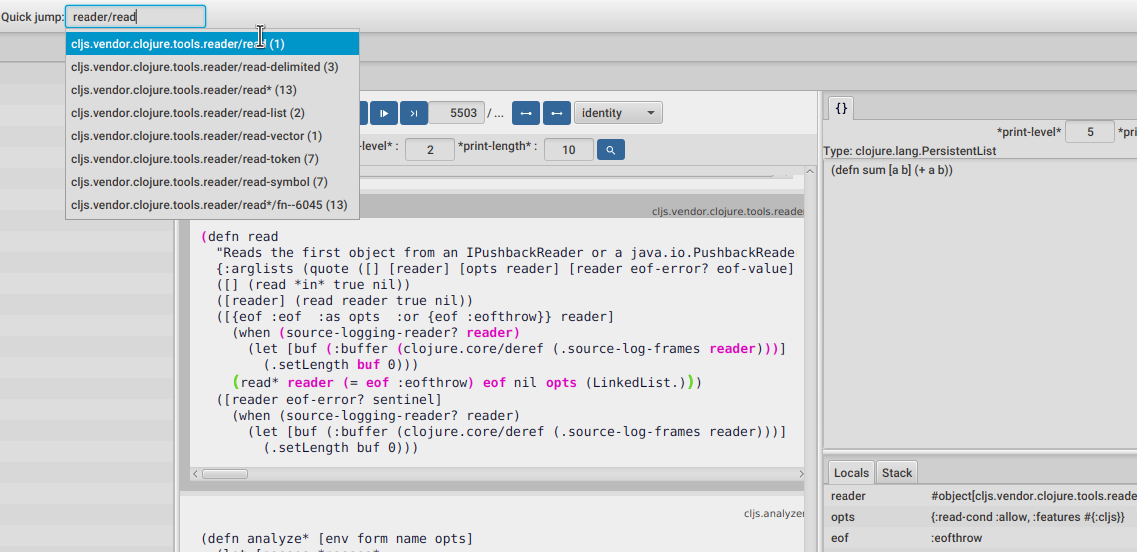 Quick jump: reader/read
cljs.vendor.clojure.tools.reader/read (1)
cljs.vendor.clojure.tools.reader/read-delimited (3)
cljs.vendor.clojure.tools.reader/read* (13)
cljs.vendor.clojure.tools.reader/read-list (2)
cljs.vendor.clojure.tools.reader/read-vector (1)
cljs.vendor.clojure.tools.reader/read-token (7)
cljs.vendor.clojure.tools.reader/read-symbol (7)
cljs.vendor.clojure.tools.reader/read*/fn--6045 (13)
5503 / ... identity
-level* : 2 *print-length* : 10
cljs.vendor.clojure.tools.reader
(defn read
"Reads the first object from an IPushbackReader or a java.io.PushbackReade
{:arglists (quote ([] [reader] [opts reader] [reader eof-error? eof-value]
([] (read *in* true nil))
([reader] (read reader true nil))
([{eof :eof :as opts :or {eof :eofthrow}} reader]
(when (source-logging-reader? reader)
(let [buf (:buffer (clojure.core/deref (.source-log-frames reader)))]
(.setLength buf 0)))
(read* reader (= eof :eofthrow) eof nil opts (LinkedList.)))
([reader eof-error? sentinel]
(when (source-logging-reader? reader)
(let [buf (:buffer (clojure.core/deref (.source-log-frames reader)))]
(.setLength buf 0)))
cljs.analyzer
(defn analyze* [env form name opts]
{}
*print-level* 5 *pri
Type: clojure.lang.PersistentList
(defn sum [a b] (+ a b))
Locals Stack
reader #object[cljs.vendor.clojure.tools.reade
opts {:read-cond :allow, :features #{:cljs}}
eof :eofthrow